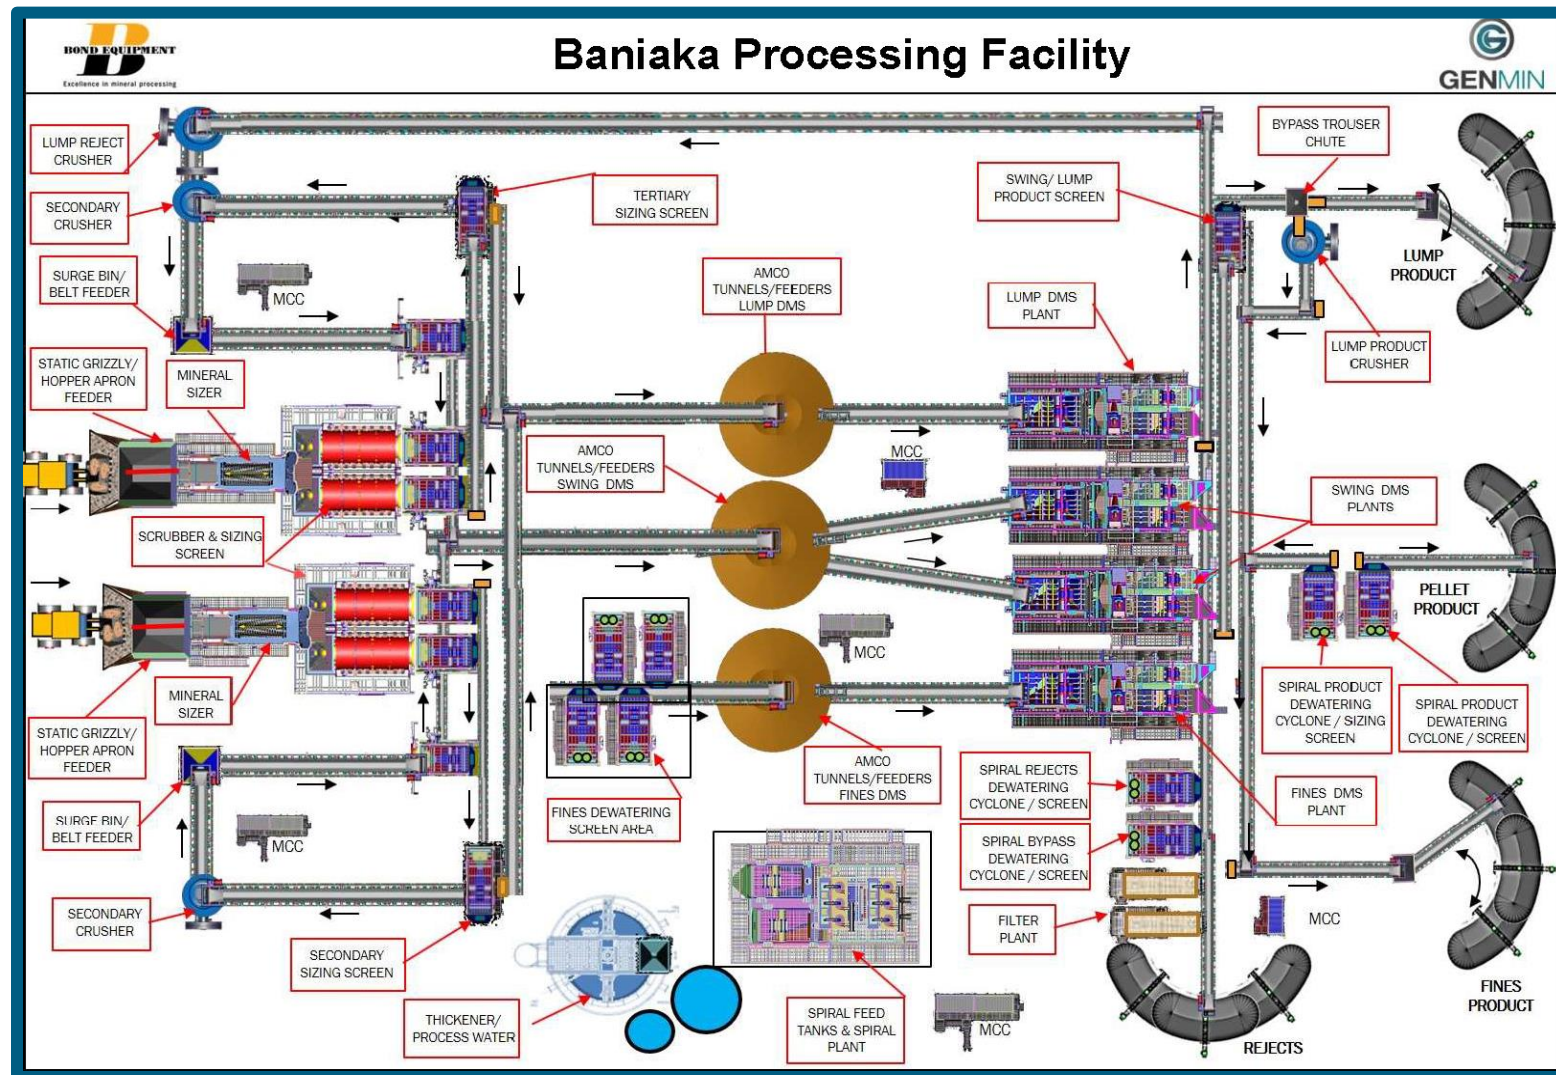 BOND EQUIPMENT
Excellence in mineral processing
Baniaka Processing Facility
GENMIN
LUMP REJECT
CRUSHER
SECONDARY
CRUSHER
SURGE BIN/
BELT FEEDER
STATIC GRIZZLY/
HOPPER APRON
FEEDER
MINERAL
SIZER
MCC
TERTIARY
SIZING SCREEN
AMCO
TUNNELS/FEEDERS
LUMP DMS
SWING/ LUMP
PRODUCT SCREEN
BYPASS TROUSER
CHUTE
LUMP
PRODUCT
LUMP DMS
PLANT
LUMP PRODUCT
CRUSHER
AMCO
TUNNELS/FEEDERS
SWING DMS
MCC
SWING DMS
PLANTS
SCRUBBER & SIZING
SCREEN
PELLET
PRODUCT
MCC
MINERAL
SIZER
STATIC GRIZZLY/
HOPPER APRON
FEEDER
SURGE BIN/
BELT FEEDER
MCC
SECONDARY
CRUSHER
SECONDARY
SIZING SCREEN
FINES DEWATERING
SCREEN AREA
AMCO
TUNNELS/FEEDERS
FINES DMS
SPIRAL PRODUCT
DEWATERING
CYCLONE / SIZING
SCREEN
SPIRAL PRODUCT
DEWATERING
CYCLONE / SCREEN
SPIRAL REJECTS
DEWATERING
CYCLONE / SCREEN
FINES DMS
PLANT
SPIRAL BYPASS
DEWATERING
CYCLONE / SCREEN
FILTER
PLANT
MCC
THICKENER/
PROCESS WATER
SPIRAL FEED
TANKS & SPIRAL
PLANT
MCC
REJECTS
FINES
PRODUCT